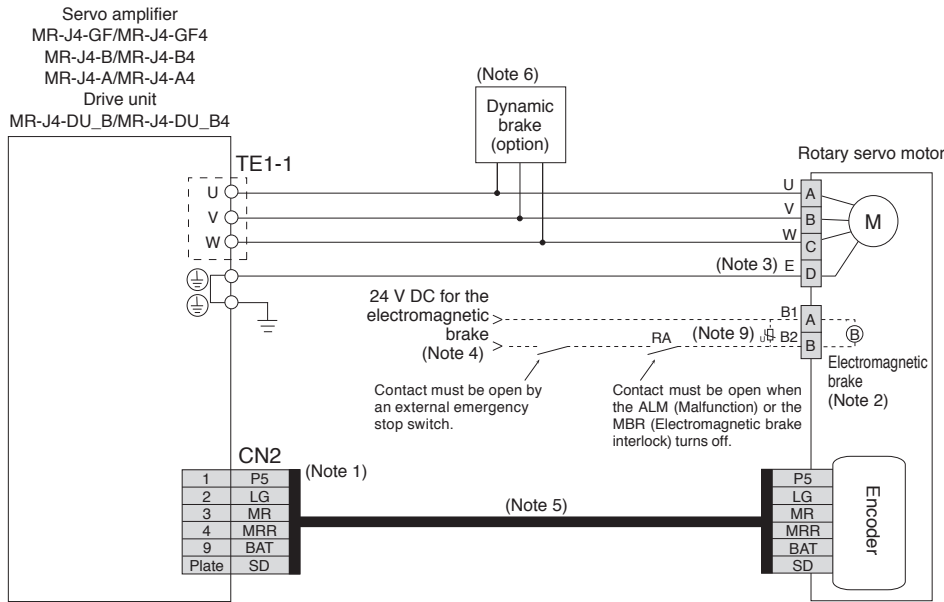 Servo amplifier
MR-J4-GF/MR-J4-GF4
MR-J4-B/MR-J4-B4
MR-J4-A/MR-J4-A4
Drive unit
MR-J4-DU_B/MR-J4-DU_B4
(Note 6)
Dynamic
brake
(option)
Rotary servo motor
TE1-1
U
V
W
U
V
W
(Note 3) E
A
B
C
D
M
24 V DC for the
electromagnetic
brake
(Note 4)
RA
(Note 9)
B1
B2
A
B
B
Electromagnetic
brake
(Note 2)
Contact must be open by
an external emergency
stop switch.
Contact must be open when
the ALM (Malfunction) or the
MBR (Electromagnetic brake
interlock) turns off.
CN2
(Note 1)
1 P5
2 LG
3 MR
4 MRR
9 BAT
Plate SD
(Note 5)
P5
LG
MR
MRR
BAT
SD
Encoder